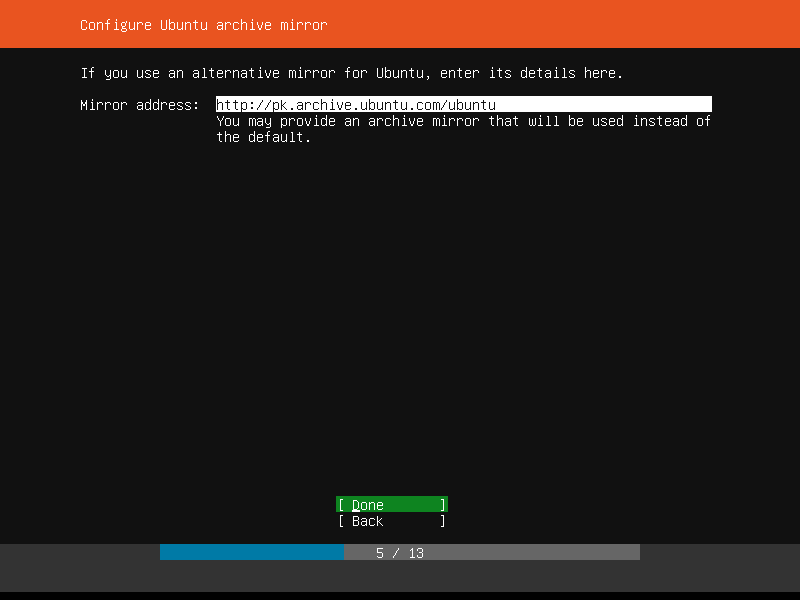 Configure Ubuntu archive mirror
If you use an alternative mirror for Ubuntu, enter its details here.
Mirror address: http://pk.archive.ubuntu.com/ubuntu
You may provide an archive mirror that will be used instead of
the default.
[ Done ]
[ Back ]
5 / 13